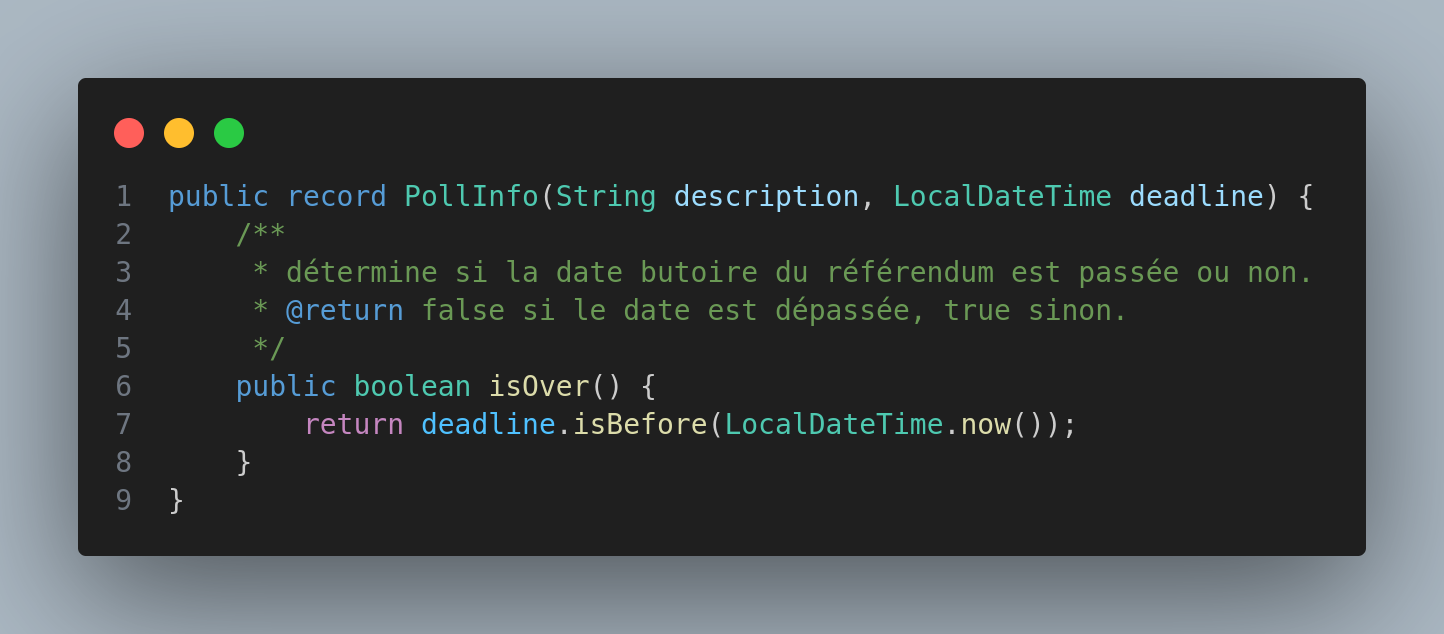 1 public record PollInfo(String description, LocalDateTime deadline) {
2     /**
3      * détermine si la date butoire du référendum est passée ou non.
4      * @return false si le date est dépassée, true sinon.
5      */
6     public boolean isOver() {
7         return deadline.isBefore(LocalDateTime.now());
8     }
9 }